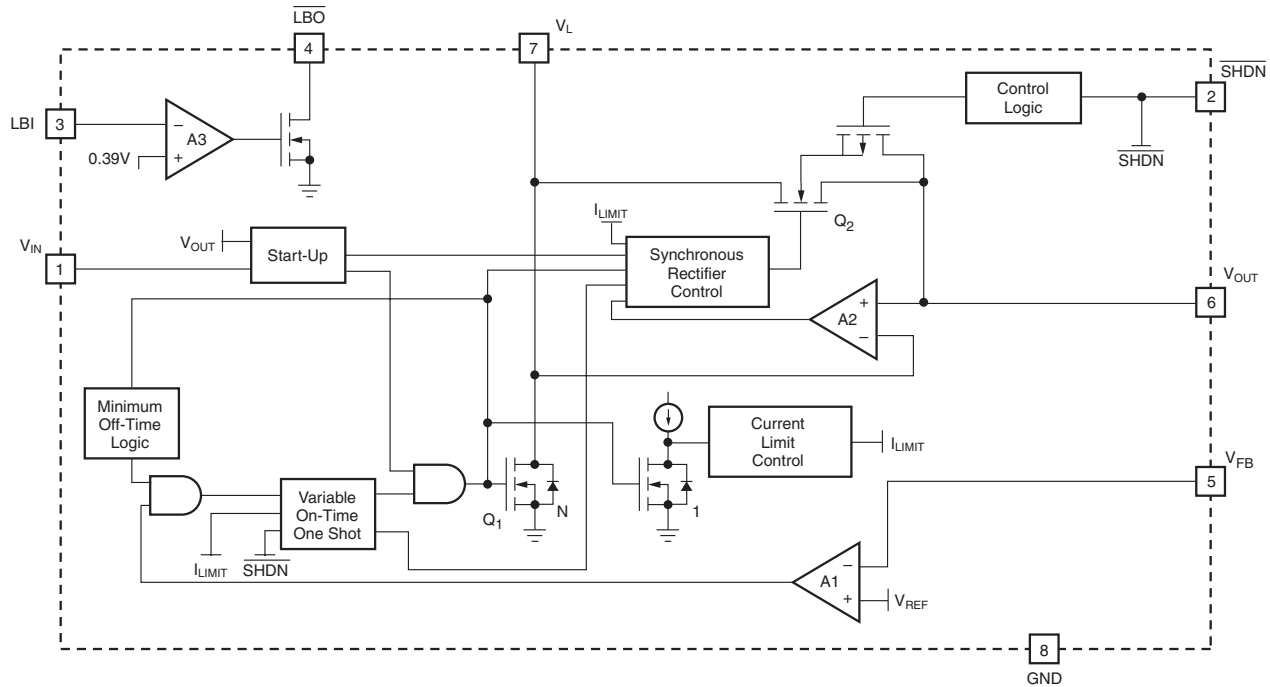 LBO
4
V_L
7
SHDN
2
Control
Logic
SHDN
LBI
3
−
A3
+
0.39V
V_IN
1
V_OUT
Start-Up
I_LIMIT
Synchronous
Rectifier
Control
Q_2
+
A2
−
V_OUT
6
Minimum
Off-Time
Logic
Current
Limit
Control
I_LIMIT
V_FB
5
Variable
On-Time
One Shot
I_LIMIT
SHDN
Q_1
N
1
−
A1
+
V_REF
8
GND